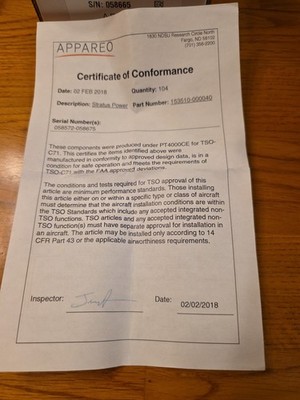 S/N: 058665
APPAREO
1830 NDSU Research Circle North
Fargo, ND 58102
(701) 356-2200
Certificate of Conformance
Date: 02 FEB 2018
Quantity: 104
Description: Stratus Power
Part Number: 153510-000040
Serial Number(s):
058572-058675
These components were produced under PT4000CE for TSO-
C71. This certifies the items identified above were
manufactured in conformity to approved design data, is in a
condition for safe operation and meets the requirements of
TSO-C71 with the FAA-approved deviations.
The conditions and tests required for TSO approval of this
article are minimum performance standards. Those installing
this article either on or within a specific type or class of aircraft
must determine that the aircraft installation conditions are within
the TSO Standards which include any accepted integrated non-
TSO functions. TSO articles and any accepted integrated non-
TSO function(s) must have separate approval for installation in
an aircraft. The article may be installed only according to 14
CFR Part 43 or the applicable airworthiness requirements.
Inspector:
Date:
02/02/2018